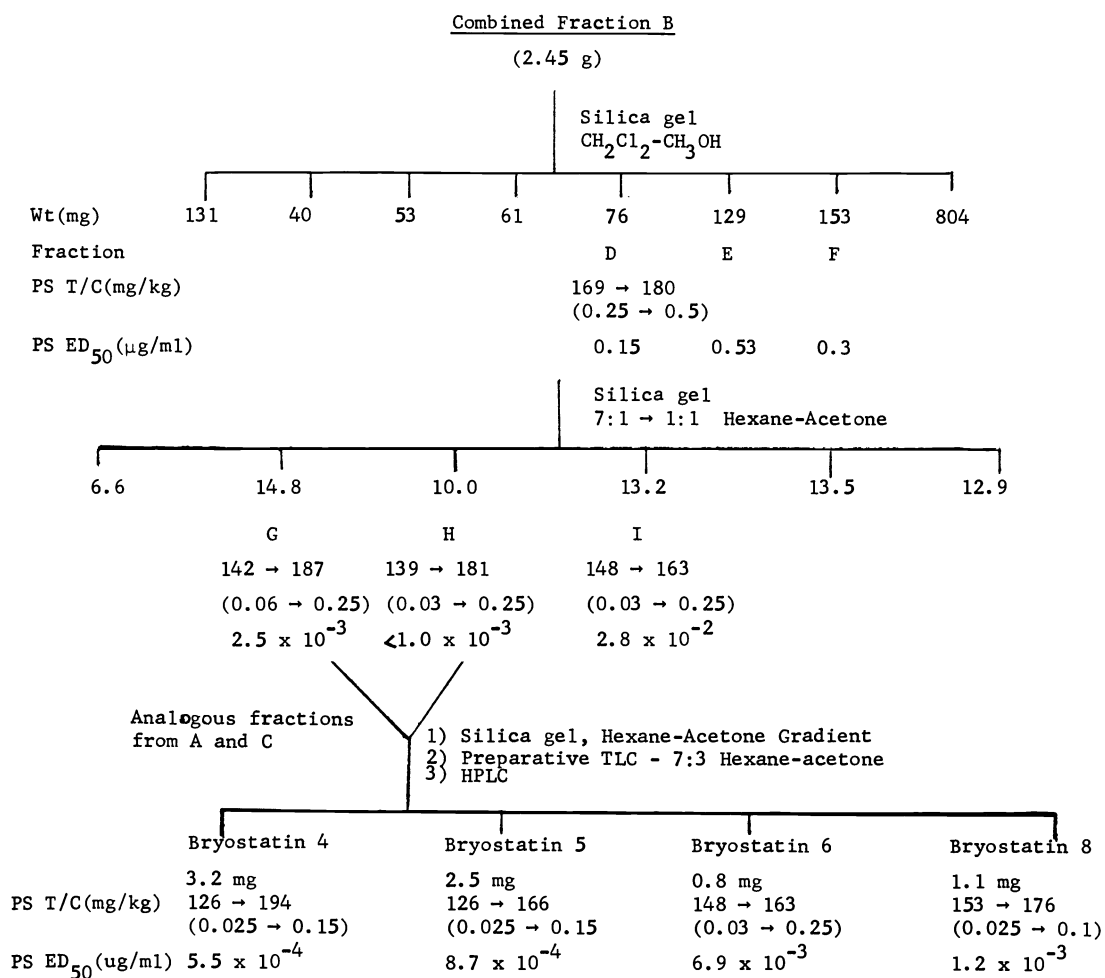 Combined Fraction B
(2.45 g)
Silica gel
CH2Cl2-CH3OH
Wt(mg) 131 40 53 61 76 129 153 804
Fraction D E F
PS T/C(mg/kg) 169 → 180
(0.25 → 0.5)
PS ED50(μg/ml) 0.15 0.53 0.3
Silica gel
7:1 → 1:1 Hexane-Acetone
6.6 14.8 10.0 13.2 13.5 12.9
G H I
142 → 187 139 → 181 148 → 163
(0.06 → 0.25) (0.03 → 0.25) (0.03 → 0.25)
2.5 x 10-3 <1.0 x 10-3 2.8 x 10-2
Analogous fractions
from A and C
1) Silica gel, Hexane-Acetone Gradient
2) Preparative TLC - 7:3 Hexane-acetone
3) HPLC
Bryostatin 4 Bryostatin 5 Bryostatin 6 Bryostatin 8
3.2 mg 2.5 mg 0.8 mg 1.1 mg
PS T/C(mg/kg) 126 → 194 126 → 166 148 → 163 153 → 176
(0.025 → 0.15) (0.025 → 0.15 (0.03 → 0.25) (0.025 → 0.1)
PS ED50(ug/ml) 5.5 x 10-4 8.7 x 10-4 6.9 x 10-3 1.2 x 10-3